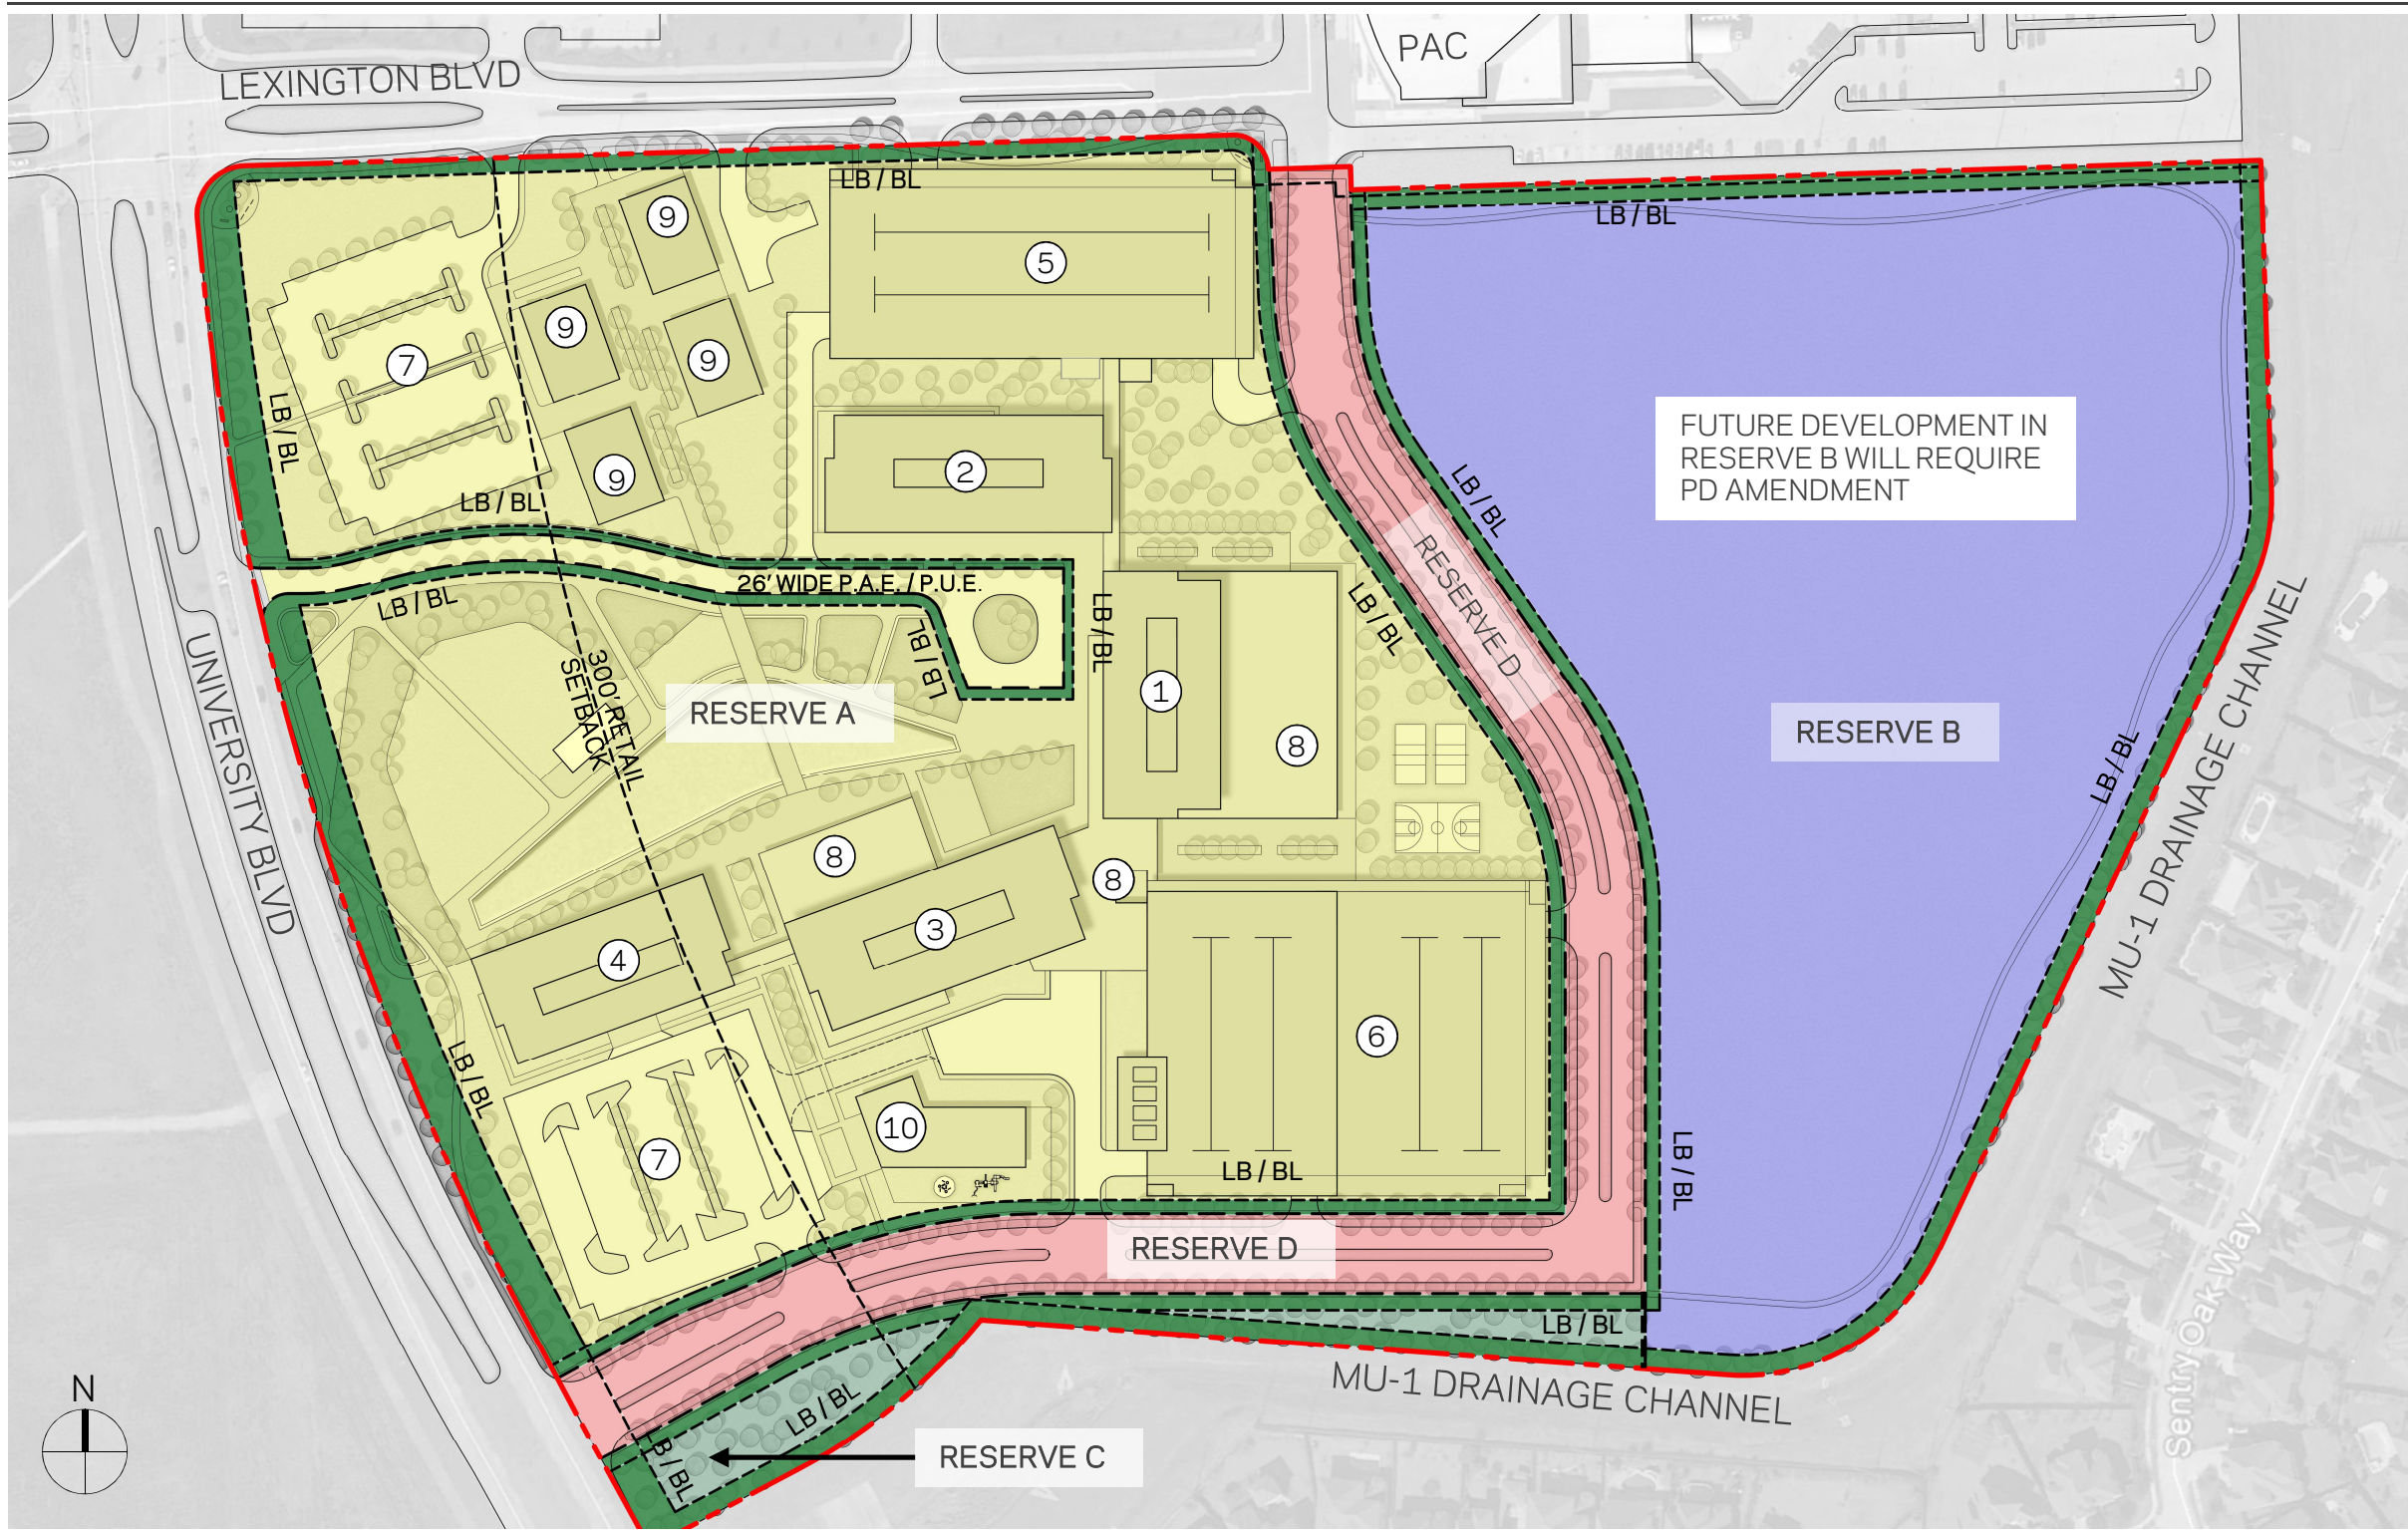 LEXINGTON BLVD
PAC
LB / BL
9
LB / BL
5
9
9
7
LB / BL
FUTURE DEVELOPMENT IN
RESERVE B WILL REQUIRE
PD AMENDMENT
2
9
LB / BL
LB / BL
RESERVE D
26' WIDE P.A.E. / P.U.E.
LB / BL
LB / BL
LB / BL
LB / BL
UNIVERSITY BLVD
300' RETAIL
SETBACK
RESERVE A
1
8
RESERVE B
LB / BL
MU-1 DRAINAGE CHANNEL
8
8
3
4
6
LB / BL
10
7
LB / BL
LB / BL
RESERVE D
LB / BL
MU-1 DRAINAGE CHANNEL
Sentry Oak Way
N
LB / BL
LB / BL
RESERVE C